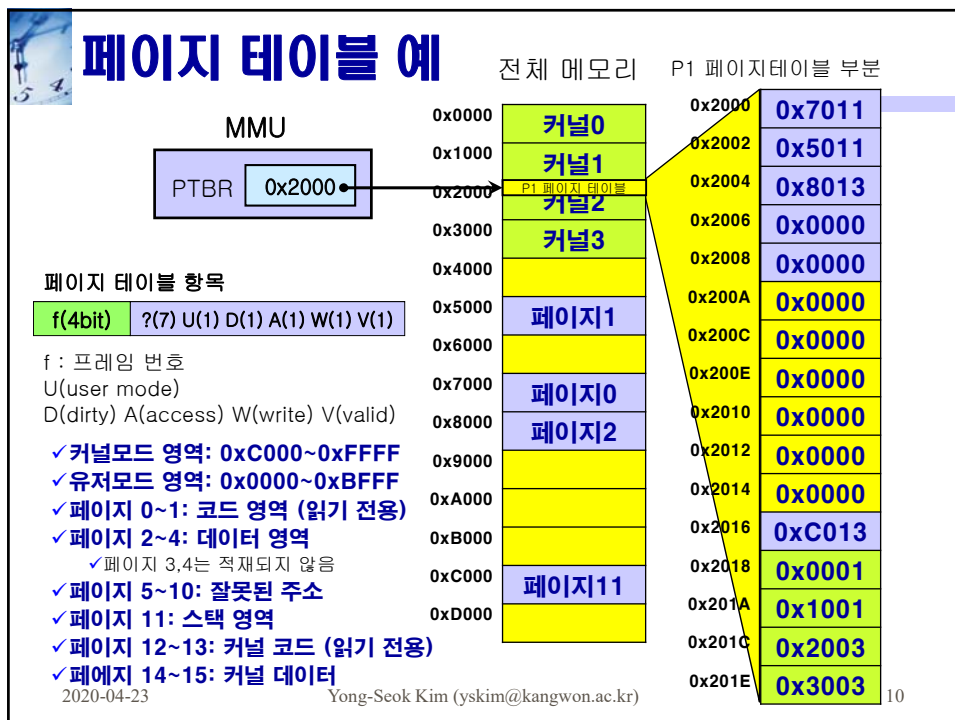 페이지 테이블 예
전체 메모리
P1 페이지테이블 부분
MMU
PTBR 0x2000
페이지 테이블 항목
f(4bit) ?(7) U(1) D(1) A(1) W(1) V(1)
f : 프레임 번호
U(user mode)
D(dirty) A(access) W(write) V(valid)
✓커널모드 영역: 0xC000~0xFFFF
✓유저모드 영역: 0x0000~0xBFFF
✓페이지 0~1: 코드 영역 (읽기 전용)
✓페이지 2~4: 데이터 영역
✓페이지 3,4는 적재되지 않음
✓페이지 5~10: 잘못된 주소
✓페이지 11: 스택 영역
✓페이지 12~13: 커널 코드 (읽기 전용)
✓페에지 14~15: 커널 데이터
0x0000 커널0
0x1000 커널1
P1 페이지 테이블
0x2000 커널2
0x3000 커널3
0x4000
0x5000 페이지1
0x6000
0x7000 페이지0
0x8000 페이지2
0x9000
0xA000
0xB000
0xC000 페이지11
0xD000
0x2000 0x7011
0x2002 0x5011
0x2004 0x8013
0x2006 0x0000
0x2008 0x0000
0x200A 0x0000
0x200C 0x0000
0x200E 0x0000
0x2010 0x0000
0x2012 0x0000
0x2014 0x0000
0x2016 0xC013
0x2018 0x0001
0x201A 0x1001
0x201C 0x2003
0x201E 0x3003
2020-04-23
Yong-Seok Kim (yskim@kangwon.ac.kr)
10